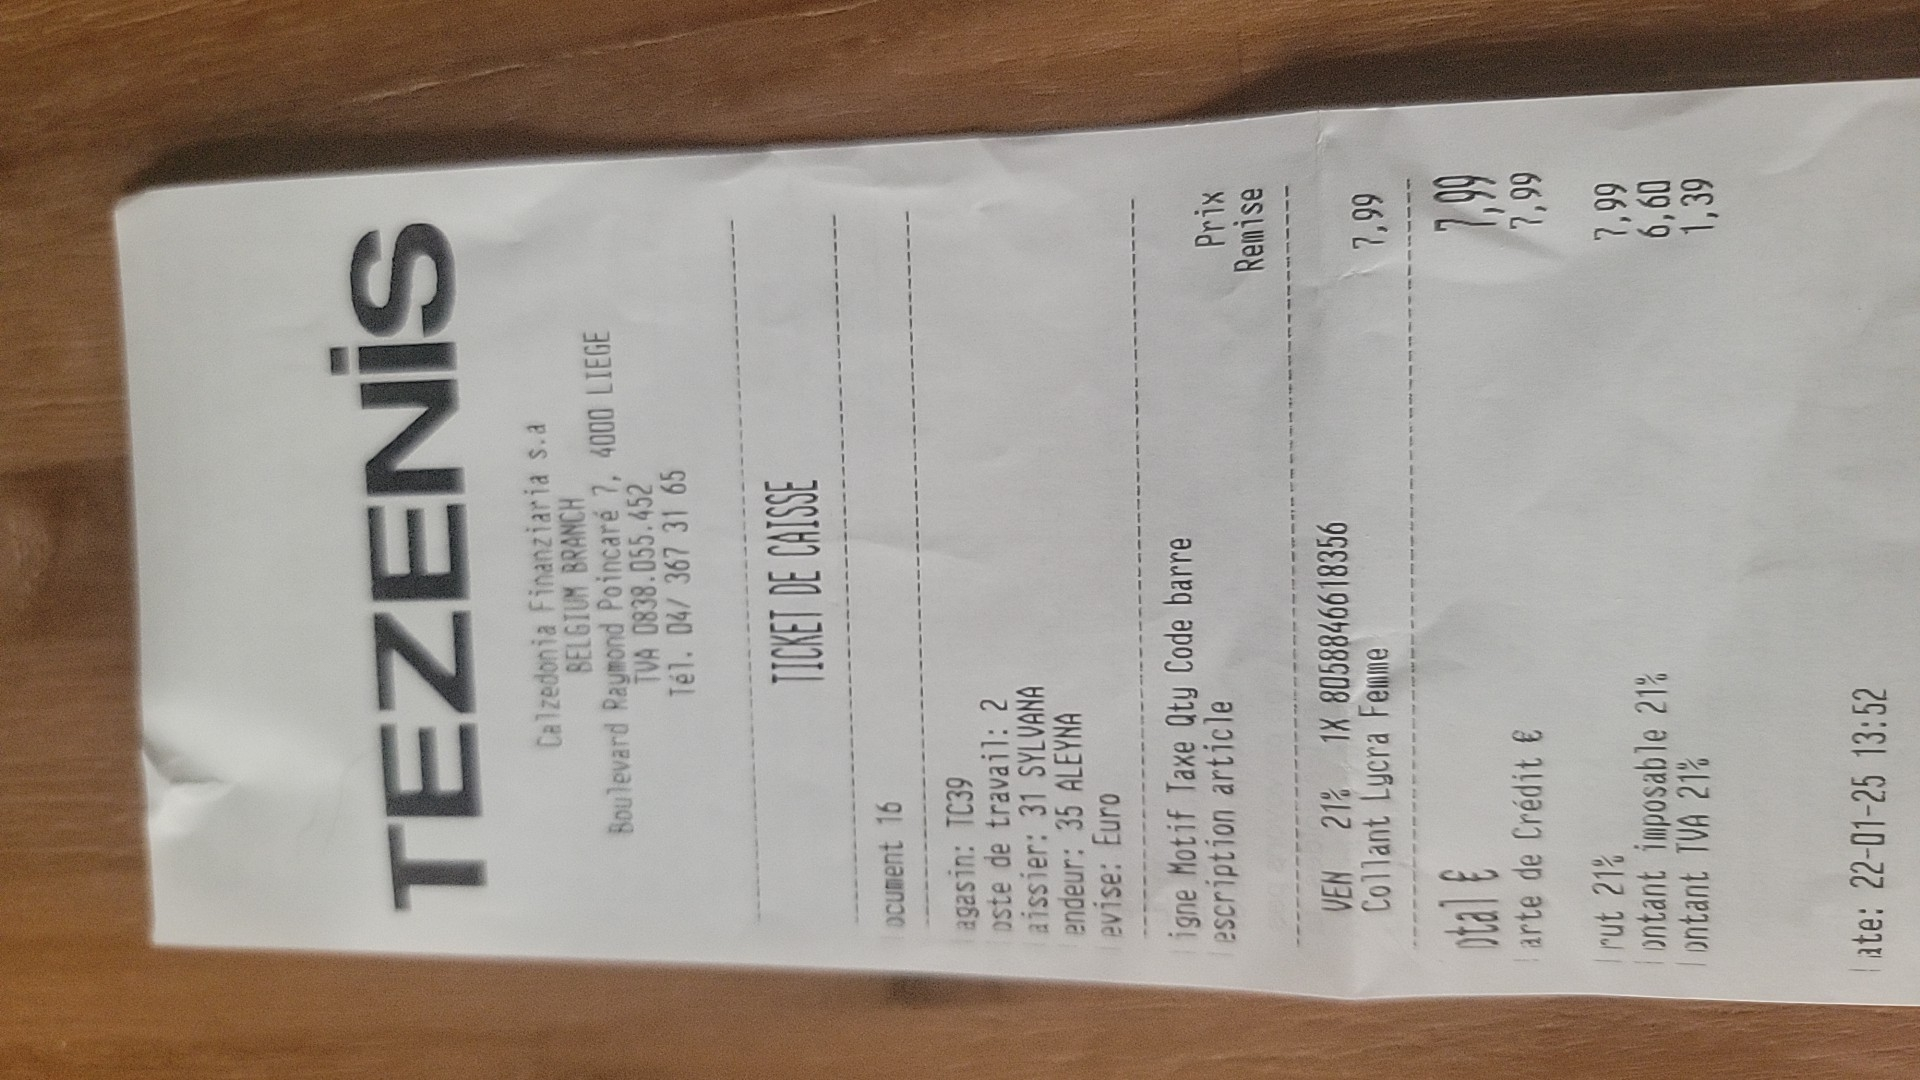 TEZENiS
Calzedonia Finanziaria s.a
BELGIUM BRANCH
Boulevard Raymond Poincaré 7, 4000 LIEGE
TVA 0838.055.452
Tél. 04/ 367 31 65
TICKET DE CAISSE
ocument 16
agasin: TC39
oste de travail: 2
aissier: 31 SYLVANA
endeur: 35 ALEYNA
evise: Euro
igne Motif Taxe Qty Code barre Prix
escription article Remise
VEN 21% 1X 8058846618356
Collant Lycra Femme 7,99
otal € 7,99
arte de Crédit € 7,99
rut 21% 7,99
ontant imposable 21% 6,60
ontant TVA 21% 1,39
ate: 22-01-25 13:52